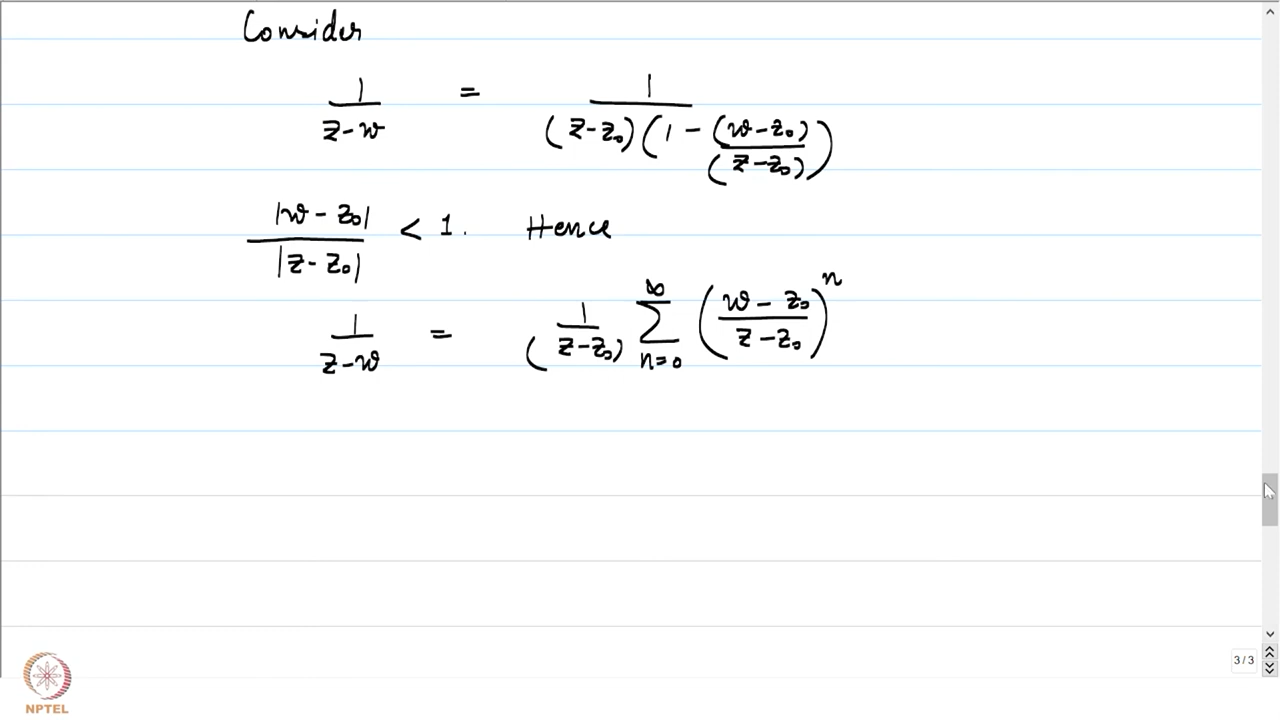 Consider
1/(z-w) = 1/((z-z₀)(1 - (w-z₀)/(z-z₀)))
|w - z₀|/|z - z₀| < 1. Hence
1/(z-w) = (1/(z-z₀)) ∑_{n=0}^{∞} ((w - z₀)/(z - z₀))^n
3 / 3
NPTEL